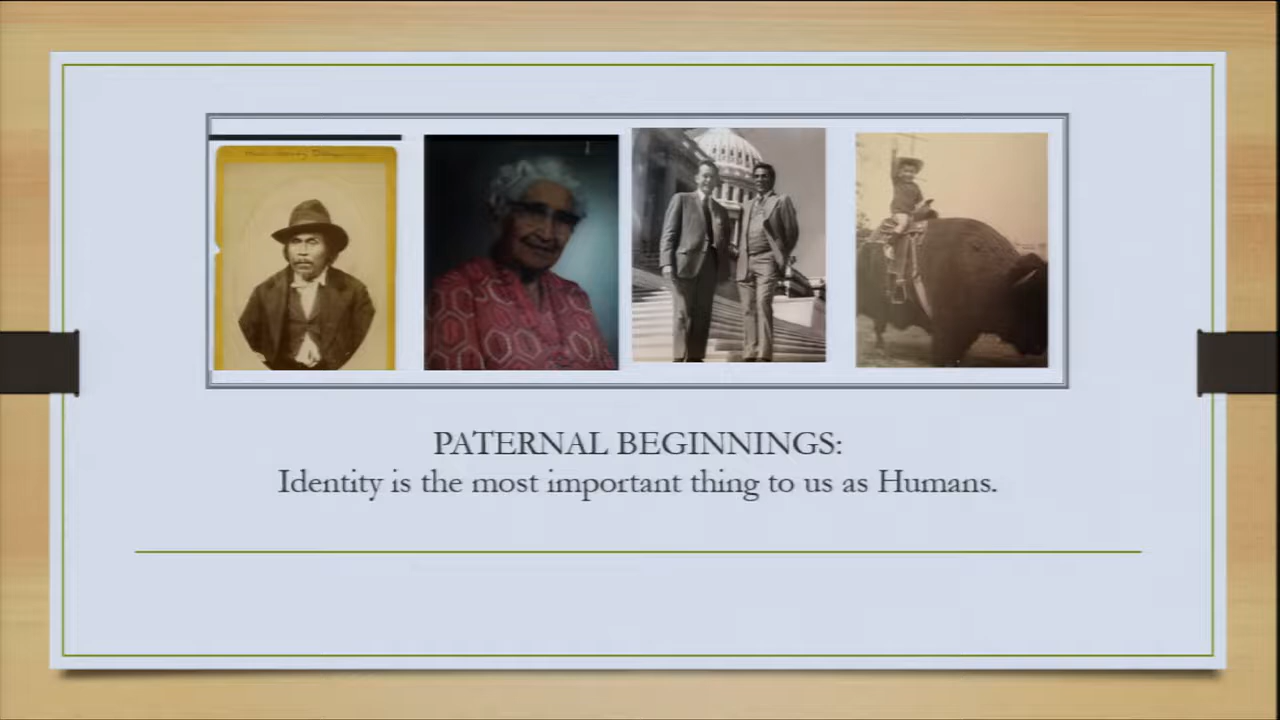 PATERNAL BEGINNINGS:
Identity is the most important thing to us as Humans.